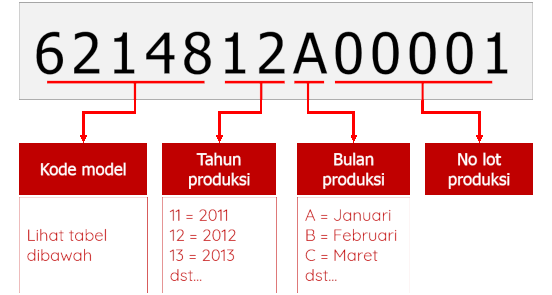 6214812A00001
Kode model
Tahun
produksi
Bulan
produksi
No lot
produksi
Lihat tabel
dibawah
11 = 2011
12 = 2012
13 = 2013
dst...
A = Januari
B = Februari
C = Maret
dst...